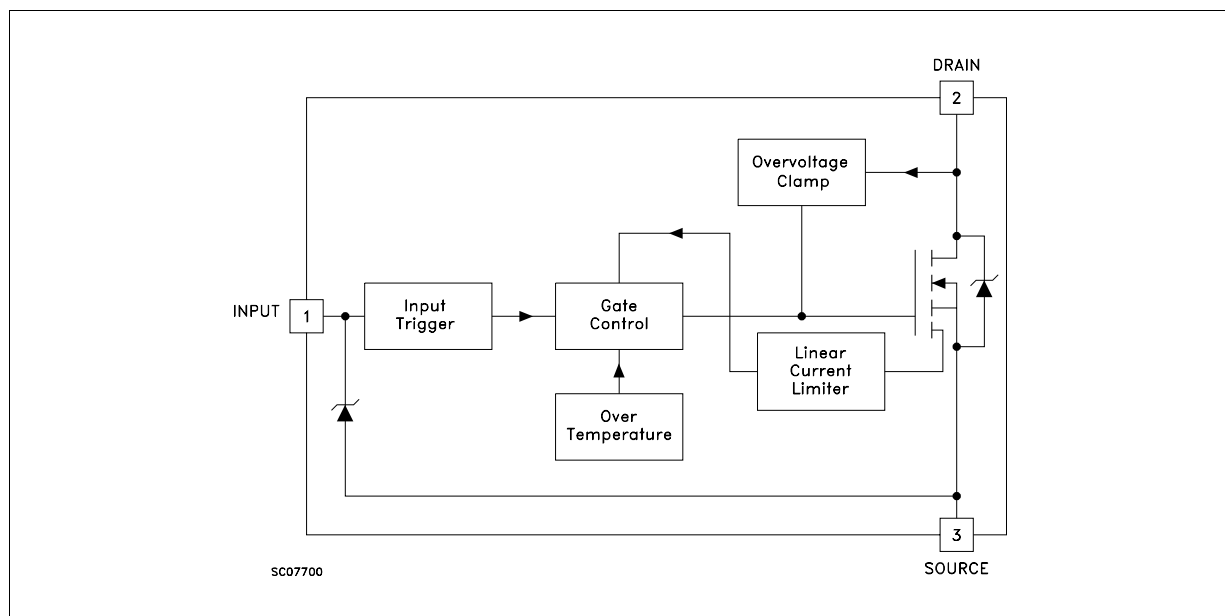 DRAIN
2
Overvoltage
Clamp
INPUT
1
Input
Trigger
Gate
Control
Linear
Current
Limiter
Over
Temperature
3
SOURCE
SC07700